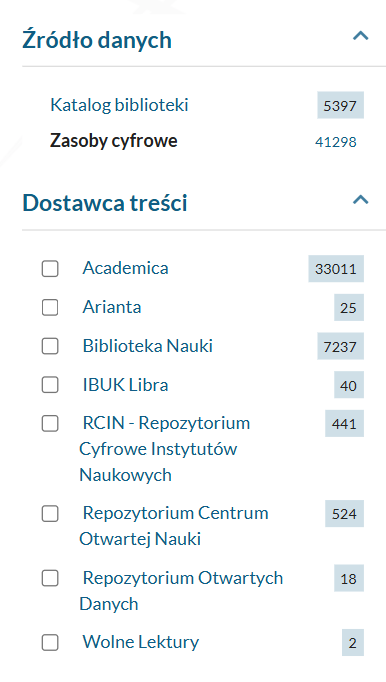 Źródło danych
Katalog biblioteki 5397
Zasoby cyfrowe 41298
Dostawca treści
Academica 33011
Arianta 25
Biblioteka Nauki 7237
IBUK Libra 40
RCIN - Repozytorium 441
Cyfrowe Instytutów
Naukowych
Repozytorium Centrum 524
Otwartej Nauki
Repozytorium Otwartych 18
Danych
Wolne Lektury 2